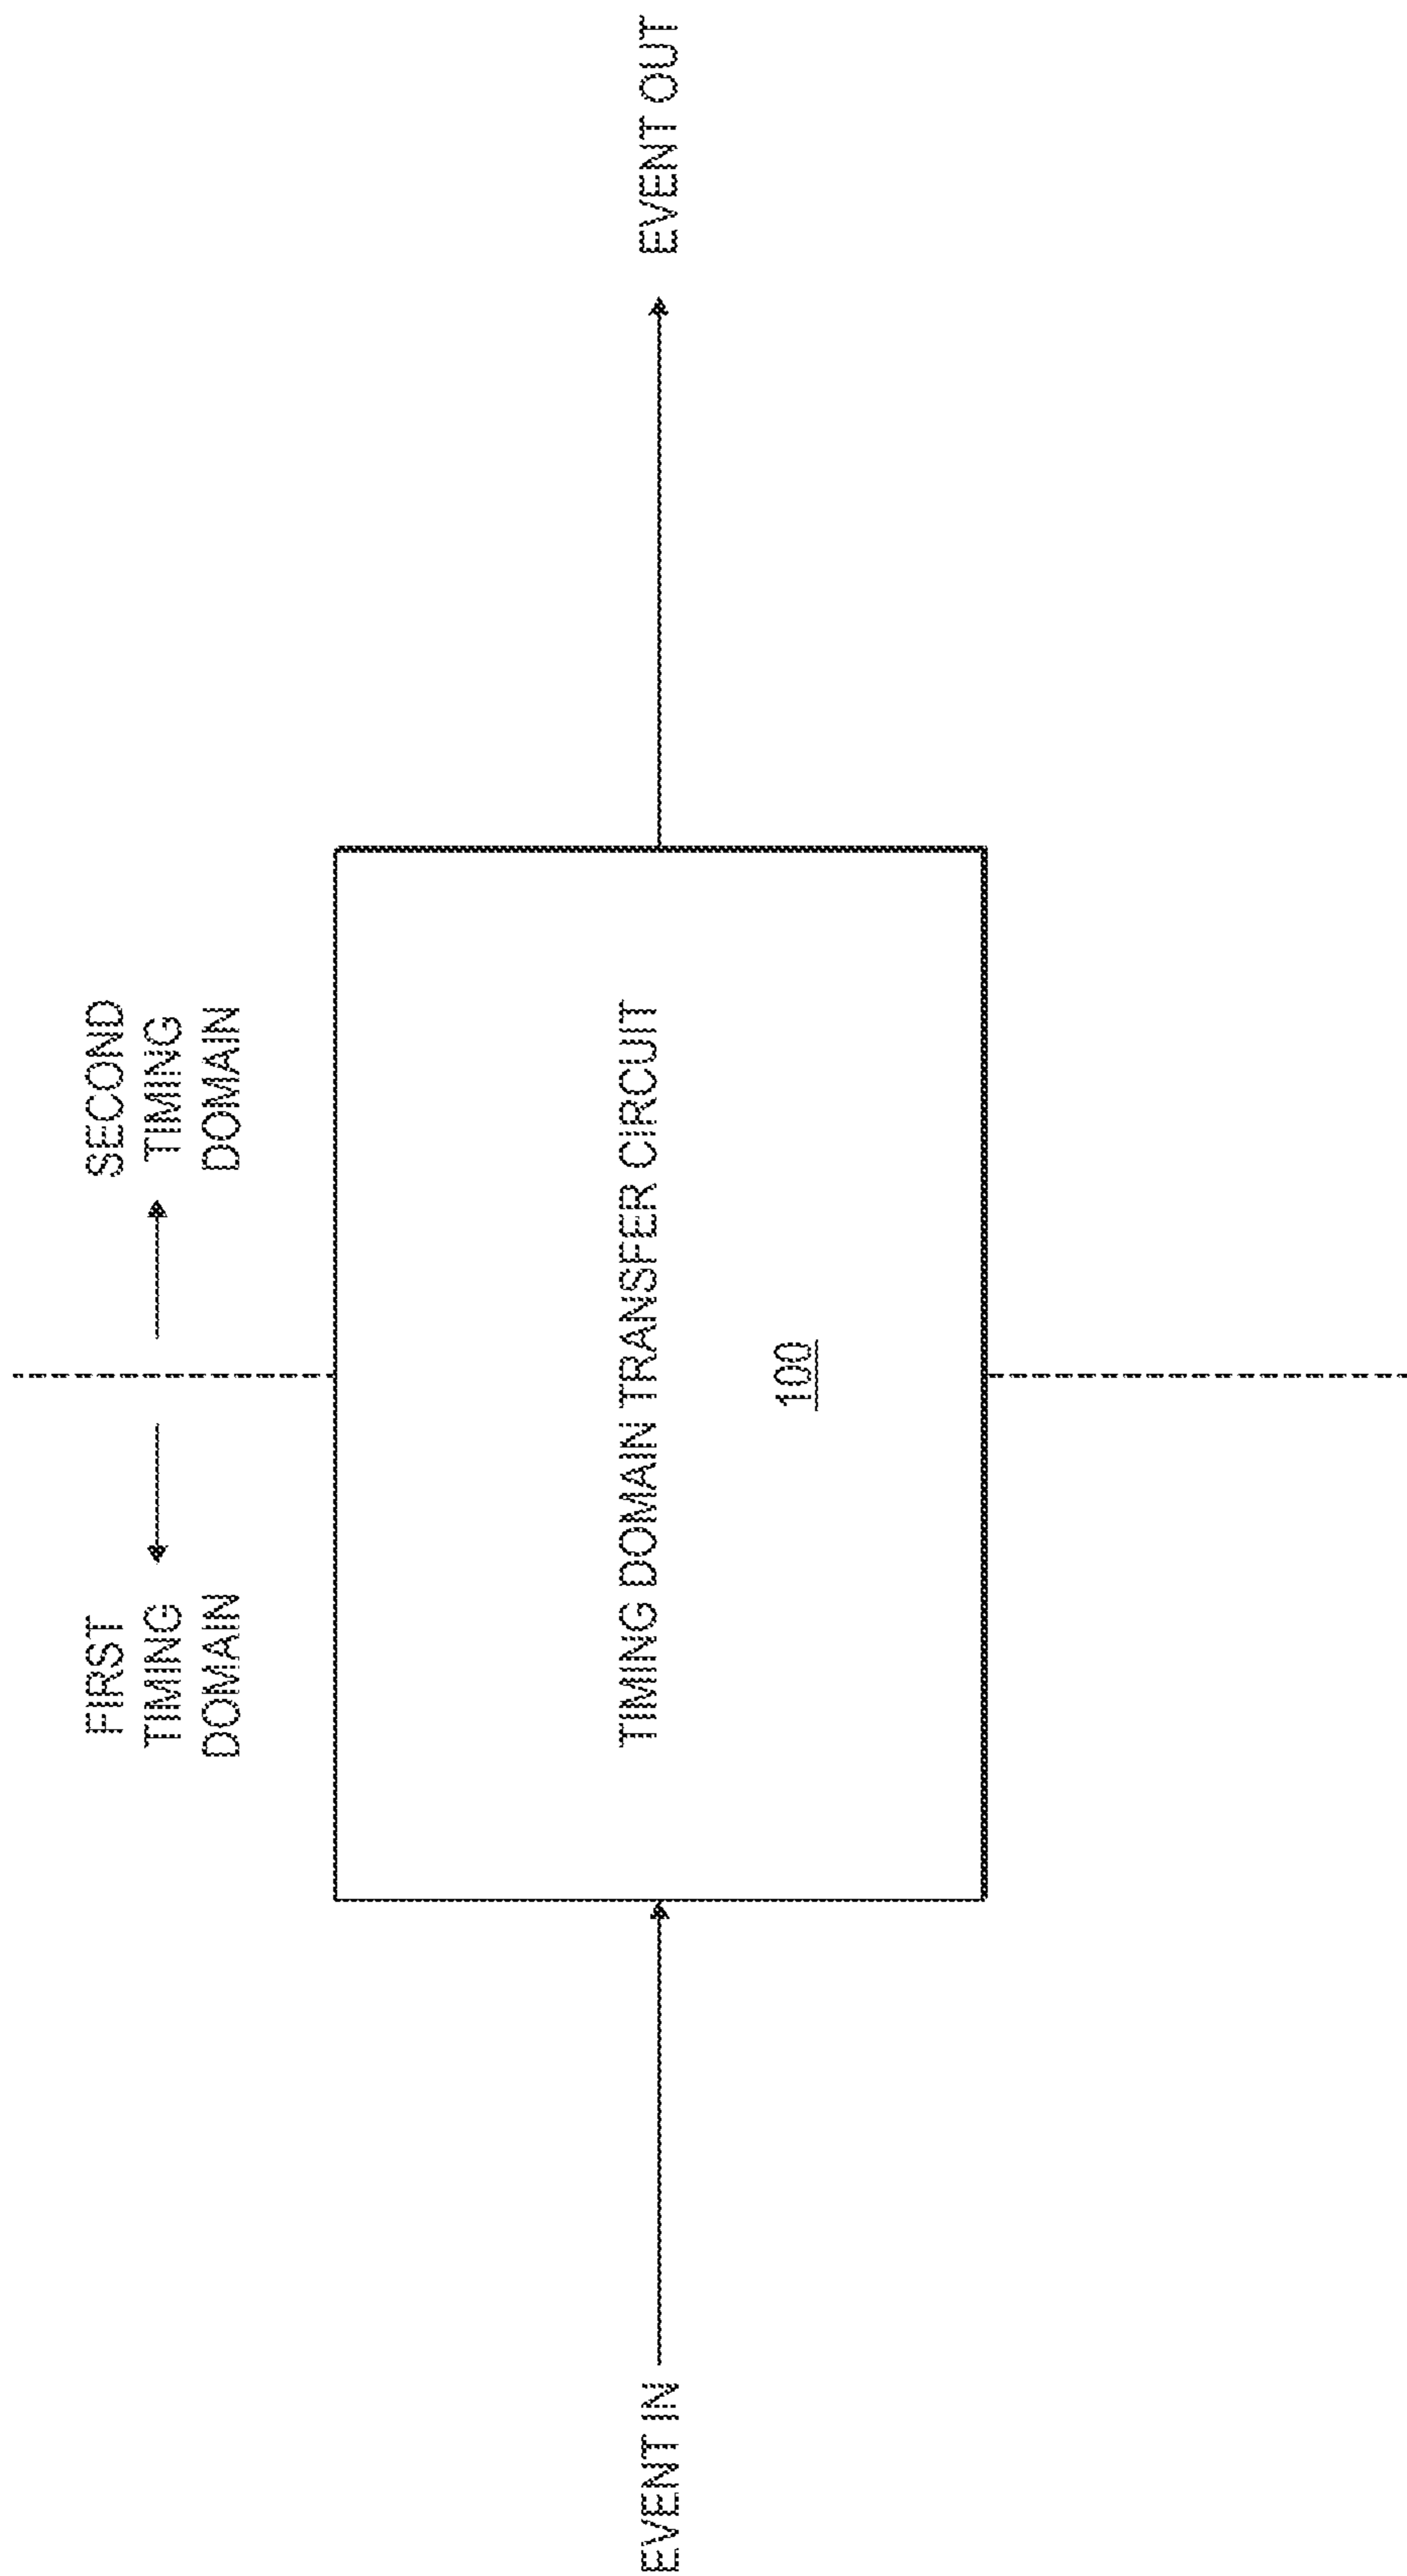 FIRST
TIMING
DOMAIN
SECOND
TIMING
DOMAIN
EVENT IN
TIMING DOMAIN TRANSFER CIRCUIT
100
EVENT OUT